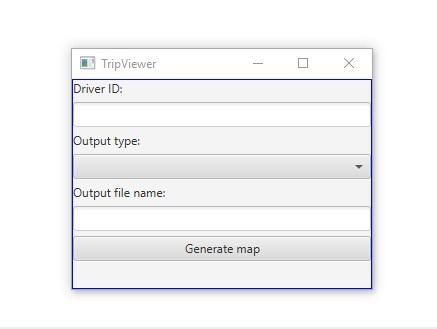 TripViewer
Driver ID:
Output type:
Output file name:
Generate map